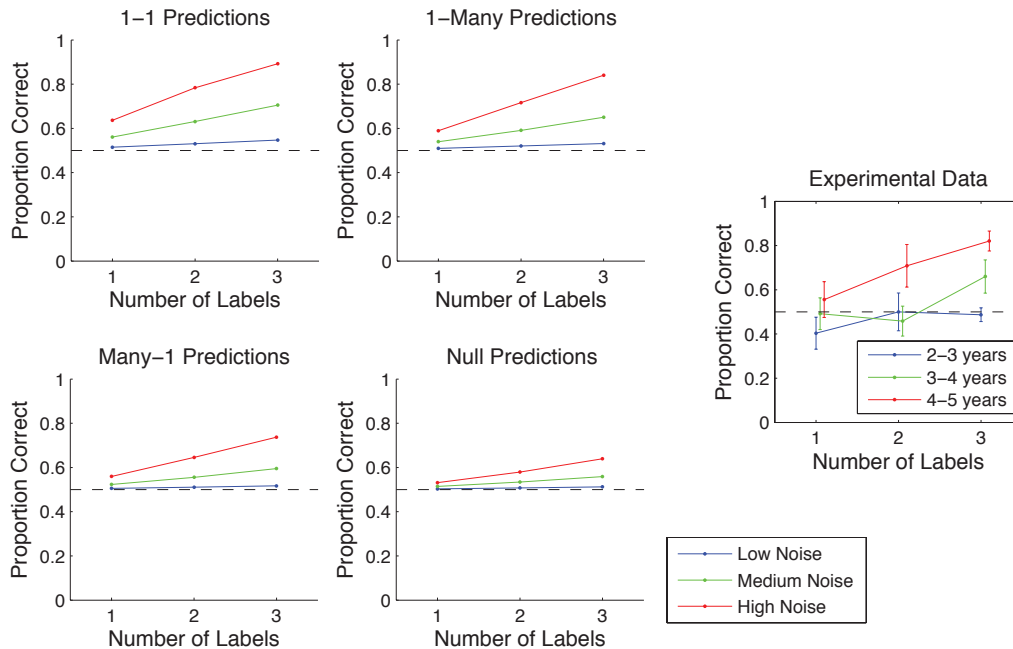 1−1 Predictions
1
0.8
0.6
0.4
0.2
0
Proportion Correct
1 2 3
Number of Labels
1−Many Predictions
1
0.8
0.6
0.4
0.2
0
Proportion Correct
1 2 3
Number of Labels
Many−1 Predictions
1
0.8
0.6
0.4
0.2
0
Proportion Correct
1 2 3
Number of Labels
Null Predictions
1
0.8
0.6
0.4
0.2
0
Proportion Correct
1 2 3
Number of Labels
Low Noise
Medium Noise
High Noise
Experimental Data
1
0.8
0.6
0.4
0.2
0
Proportion Correct
2−3 years
3−4 years
4−5 years
1 2 3
Number of Labels